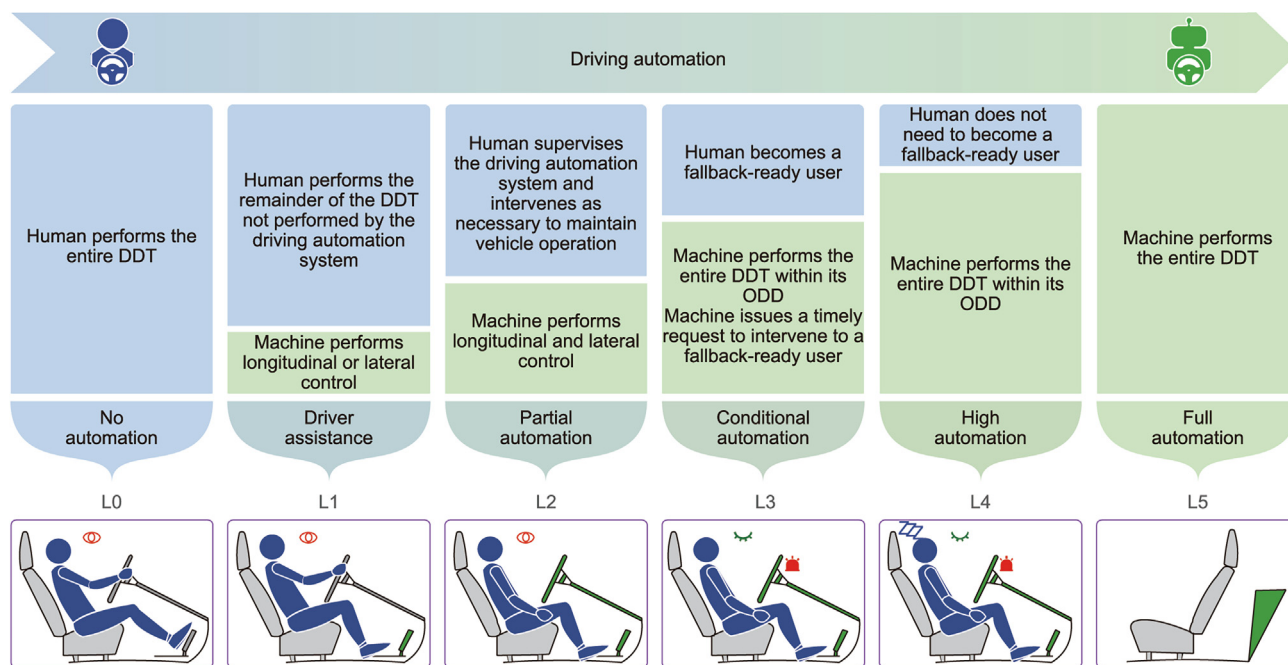 Driving automation
Human performs the
entire DDT
Human performs the
remainder of the DDT
not performed by the
driving automation
system
Machine performs
longitudinal or lateral
control
Human supervises
the driving automation
system and
intervenes as
necessary to maintain
vehicle operation
Machine performs
longitudinal and lateral
control
Human becomes a
fallback-ready user
Machine performs the
entire DDT within its
ODD
Machine issues a timely
request to intervene to a
fallback-ready user
Human does not
need to become a
fallback-ready user
Machine performs the
entire DDT within its
ODD
Machine performs
the entire DDT
No
automation
Driver
assistance
Partial
automation
Conditional
automation
High
automation
Full
automation
L0
L1
L2
L3
L4
L5
ZZZ